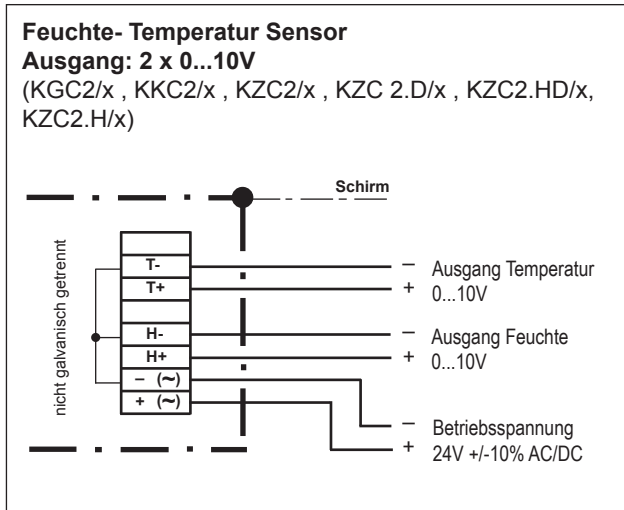 Feuchte- Temperatur Sensor
Ausgang: 2 x 0...10V
(KGC2/x , KKC2/x , KZC2/x , KZC 2.D/x , KZC2.HD/x,
KZC2.H/x)
Schirm
nicht galvanisch getrennt
T-
T+
H-
H+
– (~)
+ (~)
– Ausgang Temperatur
+ 0...10V
– Ausgang Feuchte
+ 0...10V
– Betriebsspannung
+ 24V +/-10% AC/DC